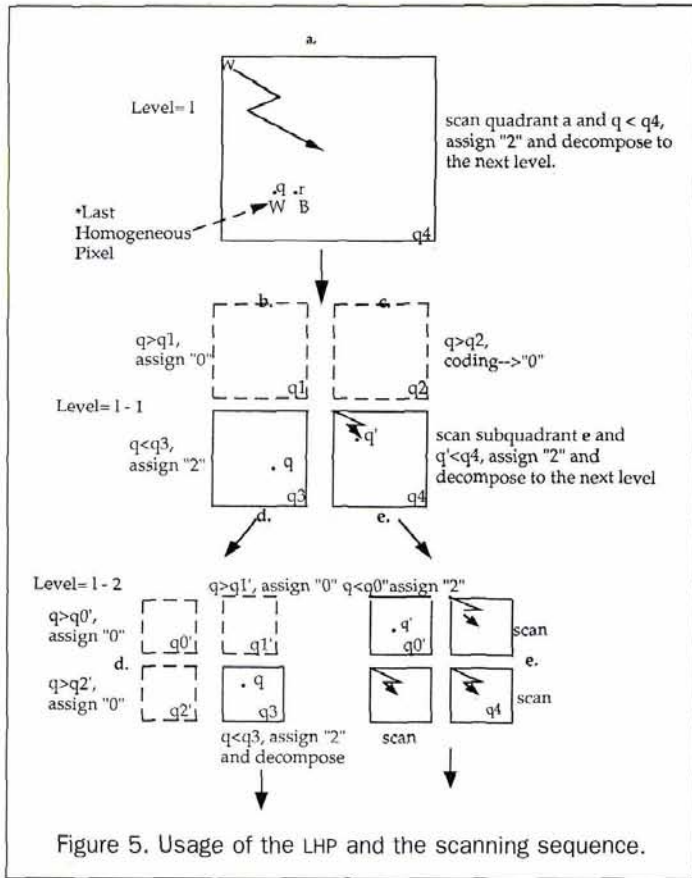 a.
W
Level= l
scan quadrant a and q < q4,
assign "2" and decompose to
the next level.
.q .r
W B
*Last
Homogeneous
Pixel
q4
b.
c.
q>q1,
assign "0"
q1
q2
q>q2,
coding-->"0"
Level= l - 1
q<q3,
assign "2"
. q
q3
d.
q'
q4
e.
scan subquadrant e and
q'<q4, assign "2" and
decompose to the next level
Level= l - 2
q>q1', assign "0" q<q0"assign "2"
q>q0',
assign "0"
q0'
q1'
. q'
q0'
scan
d.
e.
q>q2',
assign "0"
q2'
. q
q3
q4
scan
q<q3, assign "2"
and decompose
scan
Figure 5. Usage of the LHP and the scanning sequence.